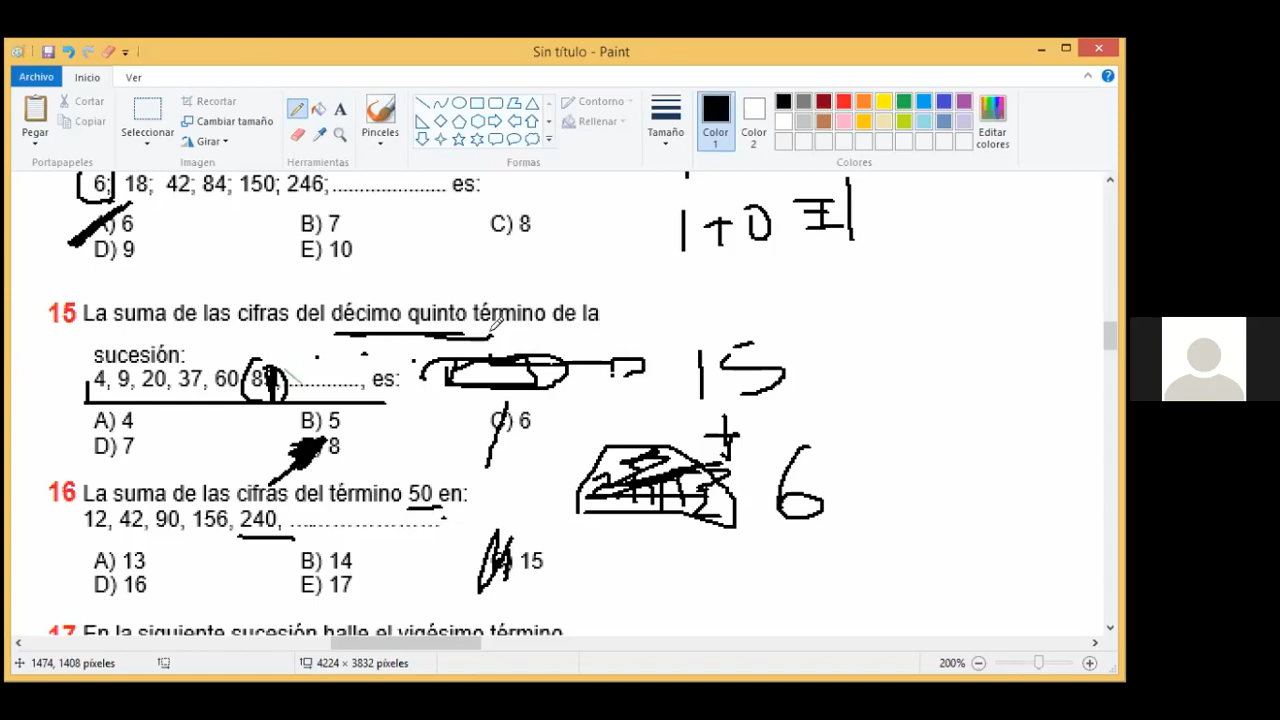 Sin título - Paint
Archivo Inicio Ver
Pegar
Cortar
Copiar
Portapapeles
Seleccionar
Recortar
Cambiar tamaño
Girar
Imagen
A
Herramientas
Pinceles
Contorno
Rellenar
Formas
Tamaño
Color 1
Color 2
Editar colores
Colores
6; 18; 42; 84; 150; 246;...................... es:
) 6 B) 7 C) 8
D) 9 E) 10
1 + 0 = 1
15 La suma de las cifras del décimo quinto término de la
sucesión:
4, 9, 20, 37, 60, 8 ............., es:
A) 4 B) 5 ) 6
D) 7 8
15
+
6
16 La suma de las cifras del término 50 en:
12, 42, 90, 156, 240, ........................
A) 13 B) 14 15
D) 16 E) 17
17 En la siguiente sucesión halle el vigésimo término
1474, 1408 píxeles 4224 × 3832 píxeles 200%